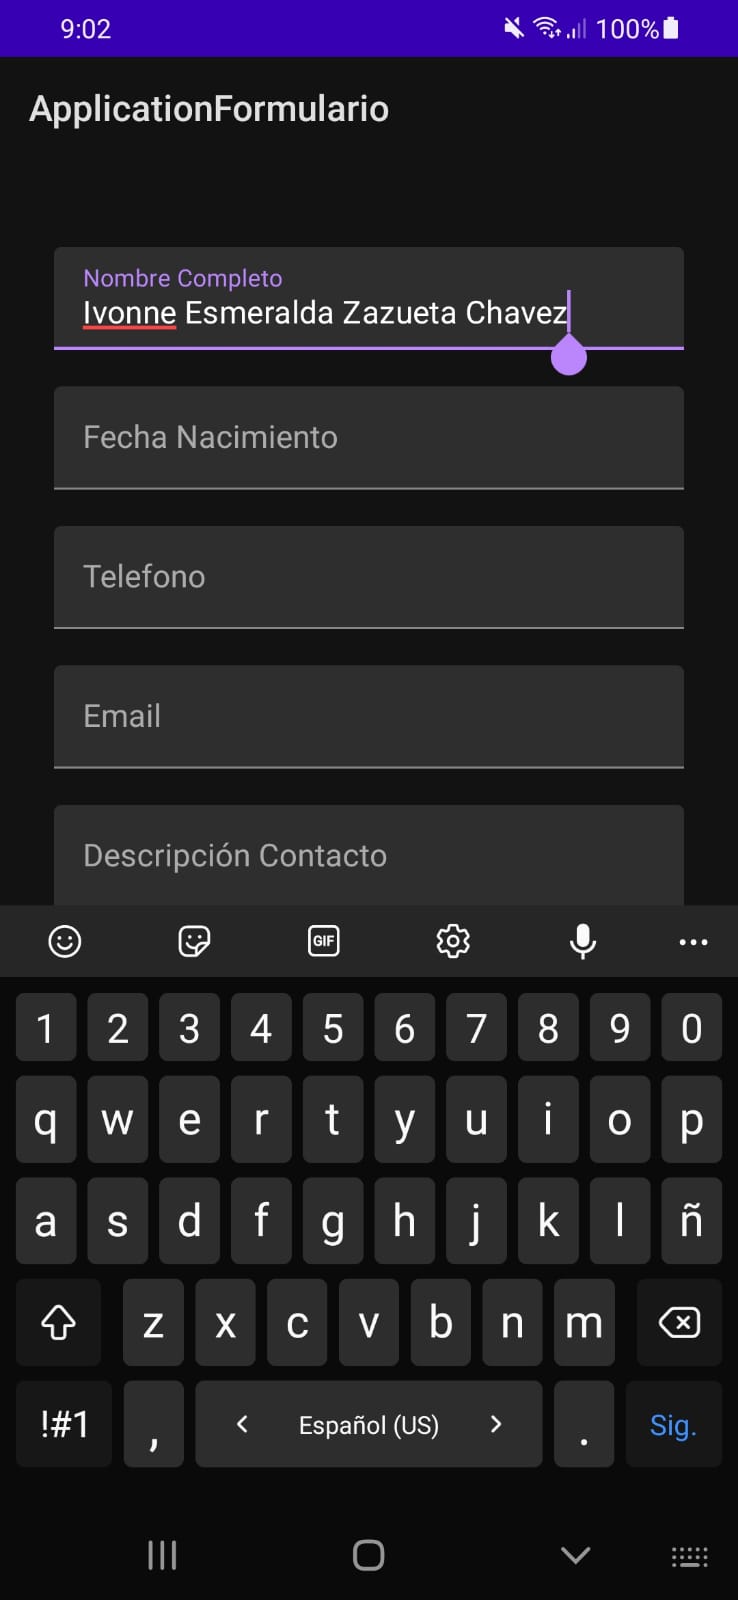 9:02 100%
ApplicationFormulario
Nombre Completo
Ivonne Esmeralda Zazueta Chavez
Fecha Nacimiento
Telefono
Email
Descripción Contacto
GIF
1 2 3 4 5 6 7 8 9 0
q w e r t y u i o p
a s d f g h j k l ñ
z x c v b n m
!#1 , < Español (US) > . Sig.